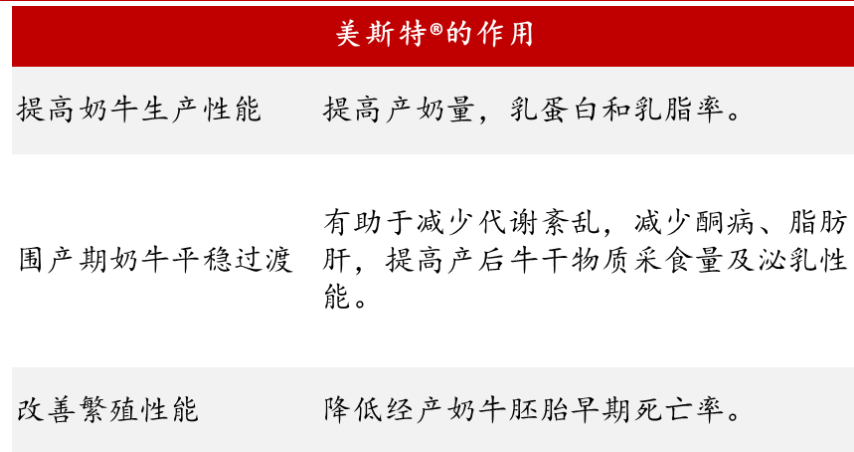 美斯特®的作用
提高奶牛生产性能 提高产奶量，乳蛋白和乳脂率。
围产期奶牛平稳过渡 有助于减少代谢紊乱，减少酮病、脂肪
肝，提高产后牛干物质采食量及泌乳性
能。
改善繁殖性能 降低经产奶牛胚胎早期死亡率。